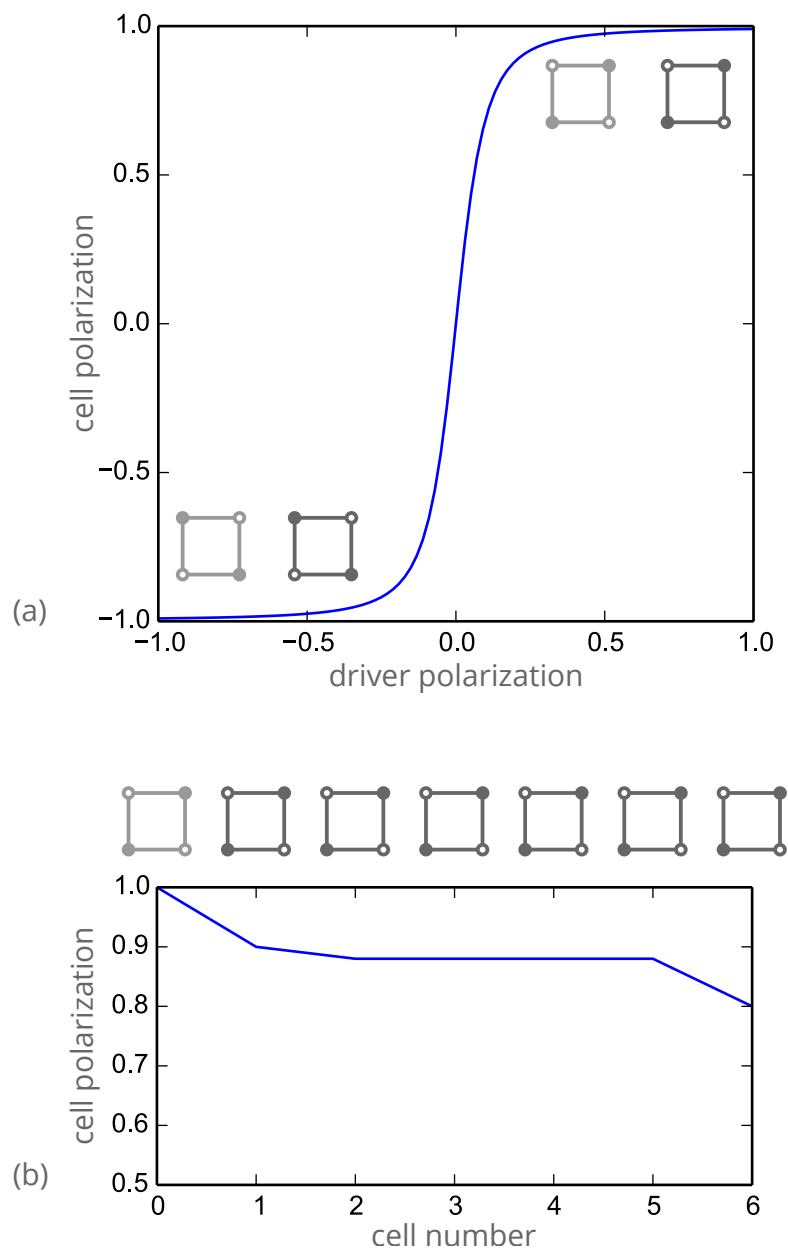 1.0
0.5
0.0
−0.5
−1.0
cell polarization
(a)
−1.0 −0.5 0.0 0.5 1.0
driver polarization
1.0
0.9
0.8
0.7
0.6
0.5
cell polarization
(b)
0 1 2 3 4 5 6
cell number